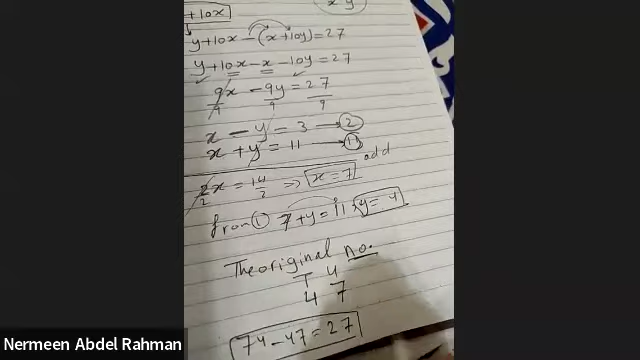 +10x
x y
y+10x-(x+10y)=27
y+10x-x-10y=27
9x/9 -9y/9 = 27/9
x - y = 3 → 2
x + y = 11 → 1
add
2x/2 = 14/2 => x=7
from 1 7+y=11 y=4
The original no.
T U
4 7
74-47=27
Nermeen Abdel Rahman